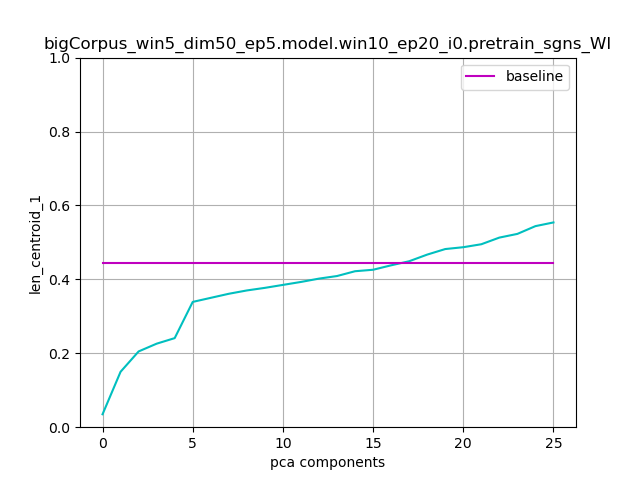 bigCorpus_win5_dim50_ep5.model.win10_ep20_i0.pretrain_sgns_WI
baseline
1.0
0.8
0.6
0.4
0.2
0.0
len_centroid_1
0 5 10 15 20 25
pca components